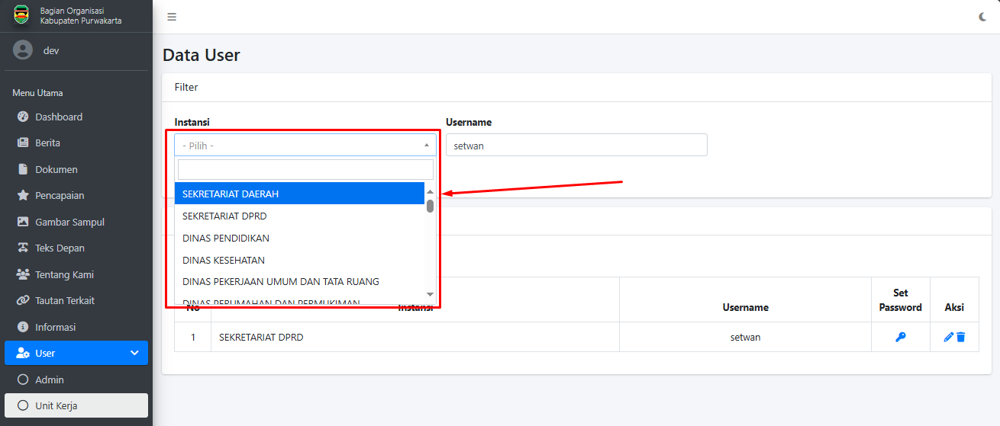 Bagian Organisasi
Kabupaten Purwakarta
dev
Menu Utama
Dashboard
Berita
Dokumen
Pencapaian
Gambar Sampul
Teks Depan
Tentang Kami
Tautan Terkait
Informasi
User
Admin
Unit Kerja
Data User
Filter
Instansi
Username
- Pilih -
setwan
SEKRETARIAT DAERAH
SEKRETARIAT DPRD
DINAS PENDIDIKAN
DINAS KESEHATAN
DINAS PEKERJAAN UMUM DAN TATA RUANG
DINAS PERUMAHAN DAN PERMUKIMAN
No Instansi Username Set Password Aksi
1 SEKRETARIAT DPRD setwan